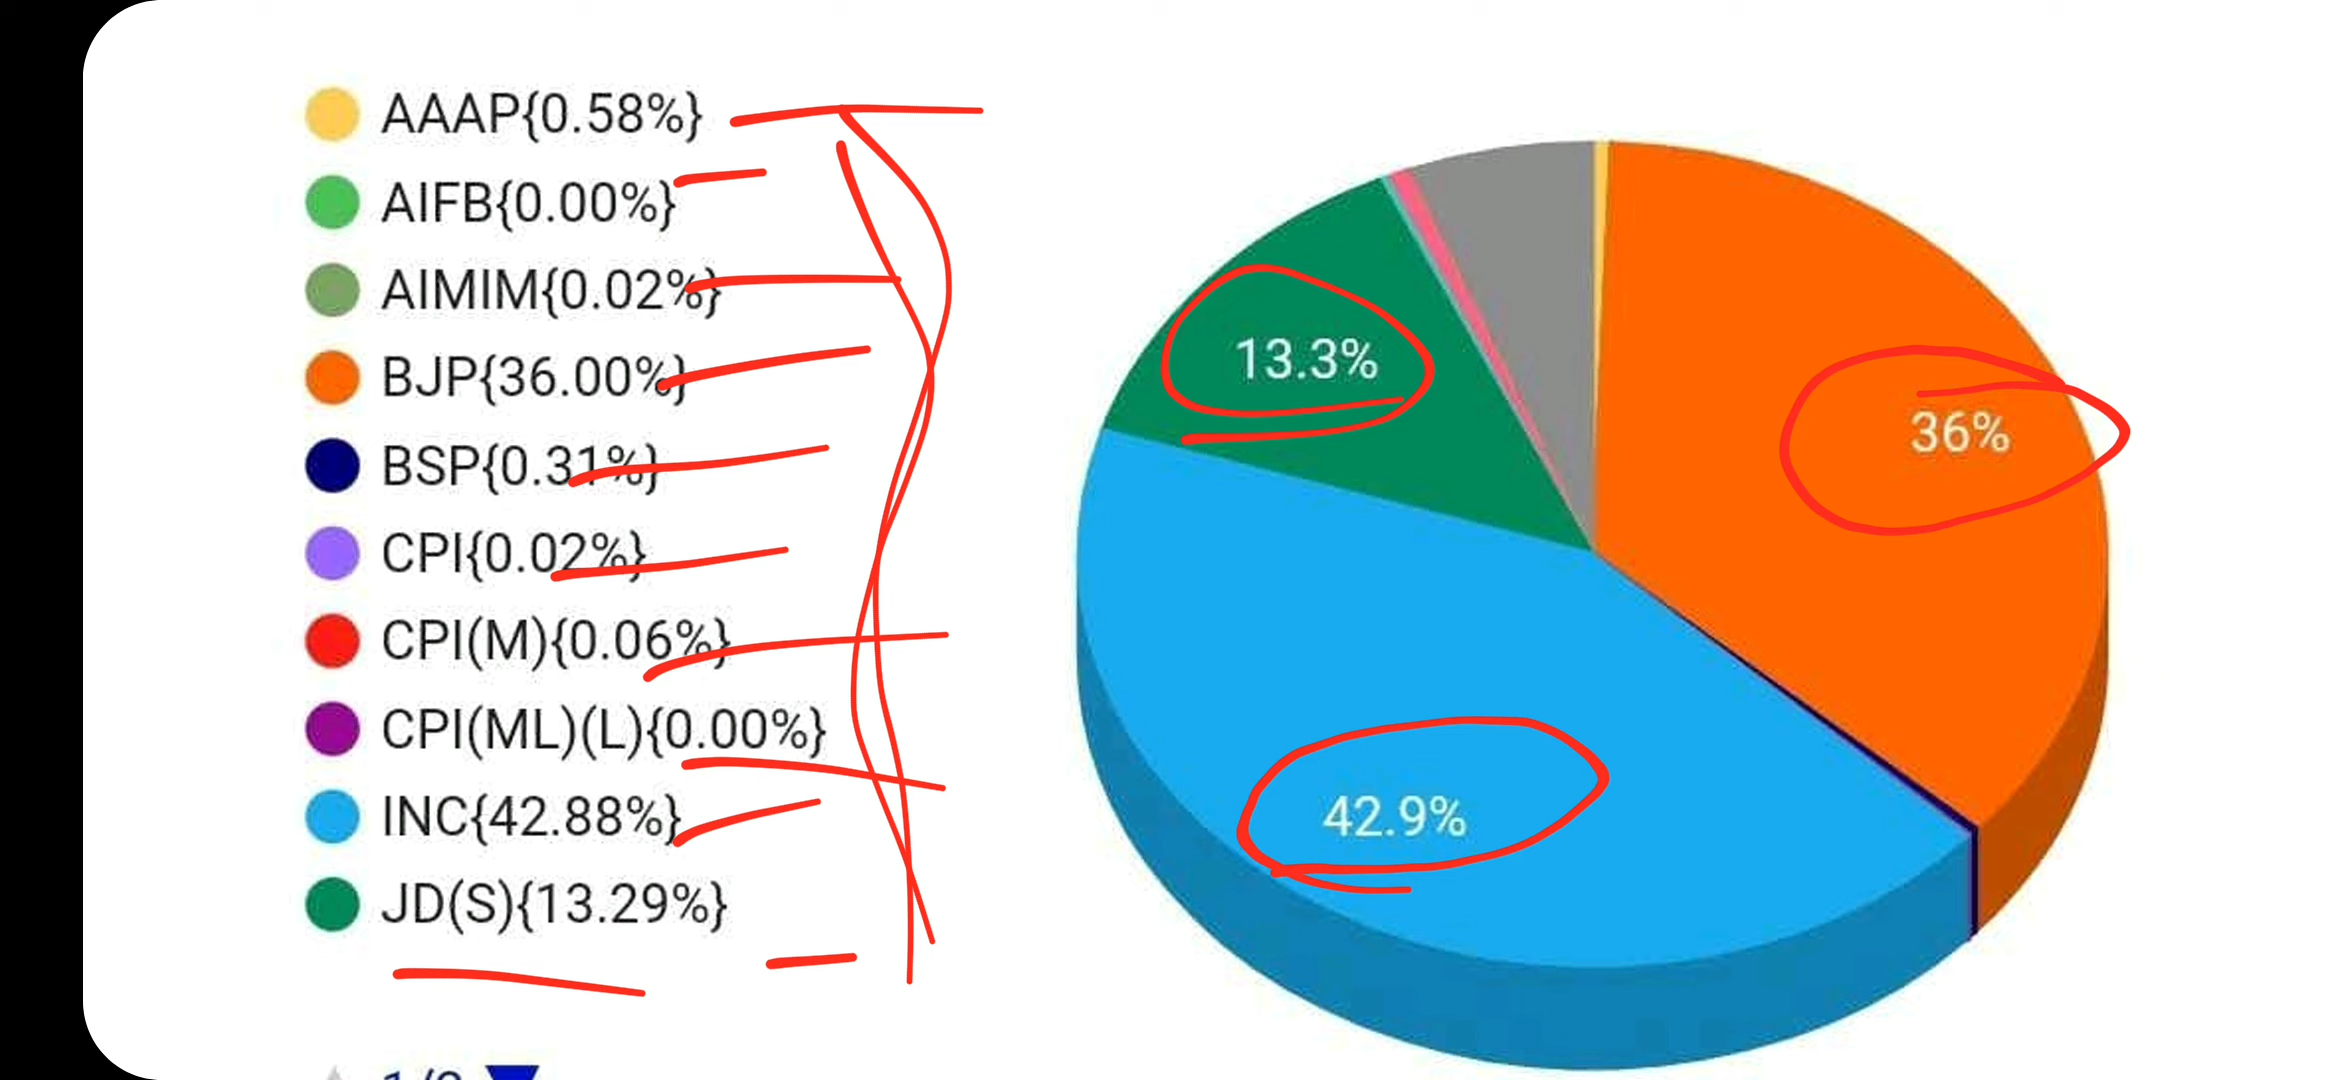 AAAP{0.58%}
AIFB{0.00%}
AIMIM{0.02%}
BJP{36.00%}
BSP{0.31%}
CPI{0.02%}
CPI(M){0.06%}
CPI(ML)(L){0.00%}
INC{42.88%}
JD(S){13.29%}
13.3%
36%
42.9%